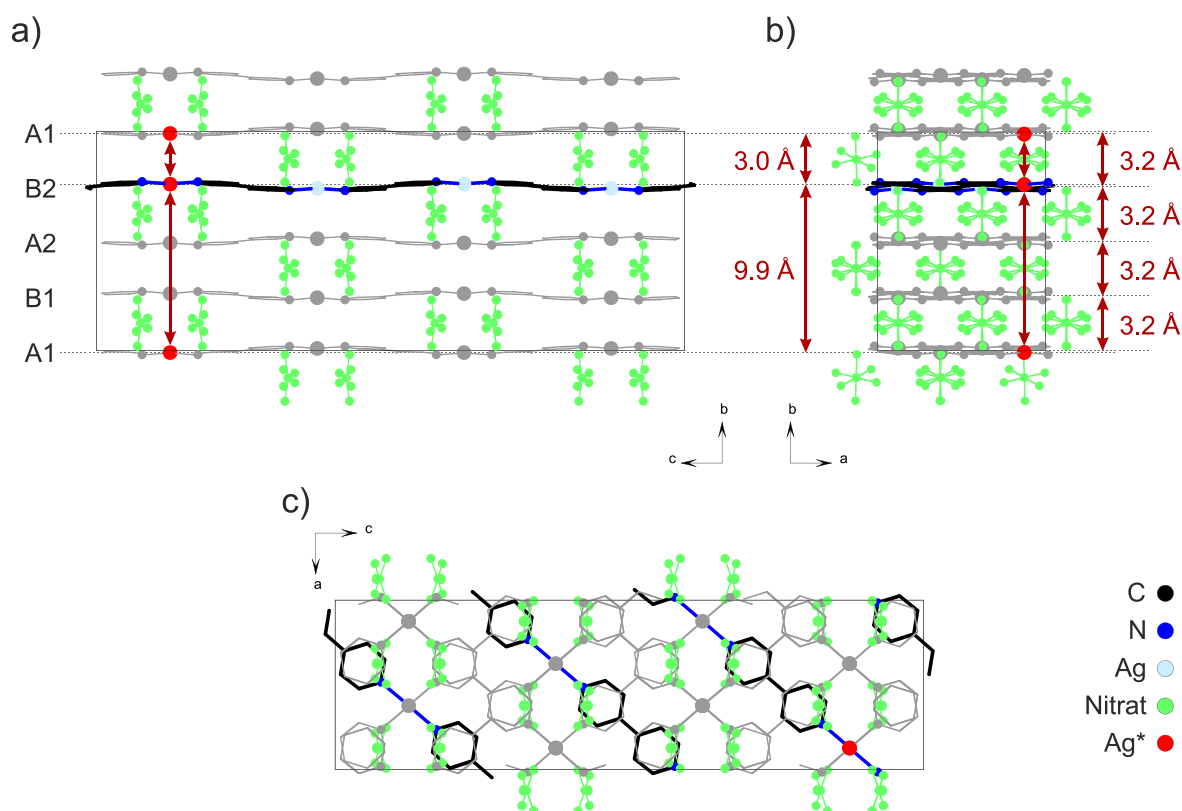 a)
b)
A1
B2
A2
B1
A1
3.0 Å
9.9 Å
3.2 Å
3.2 Å
3.2 Å
3.2 Å
b
c
b
a
c)
c
a
C
N
Ag
Nitrat
Ag*